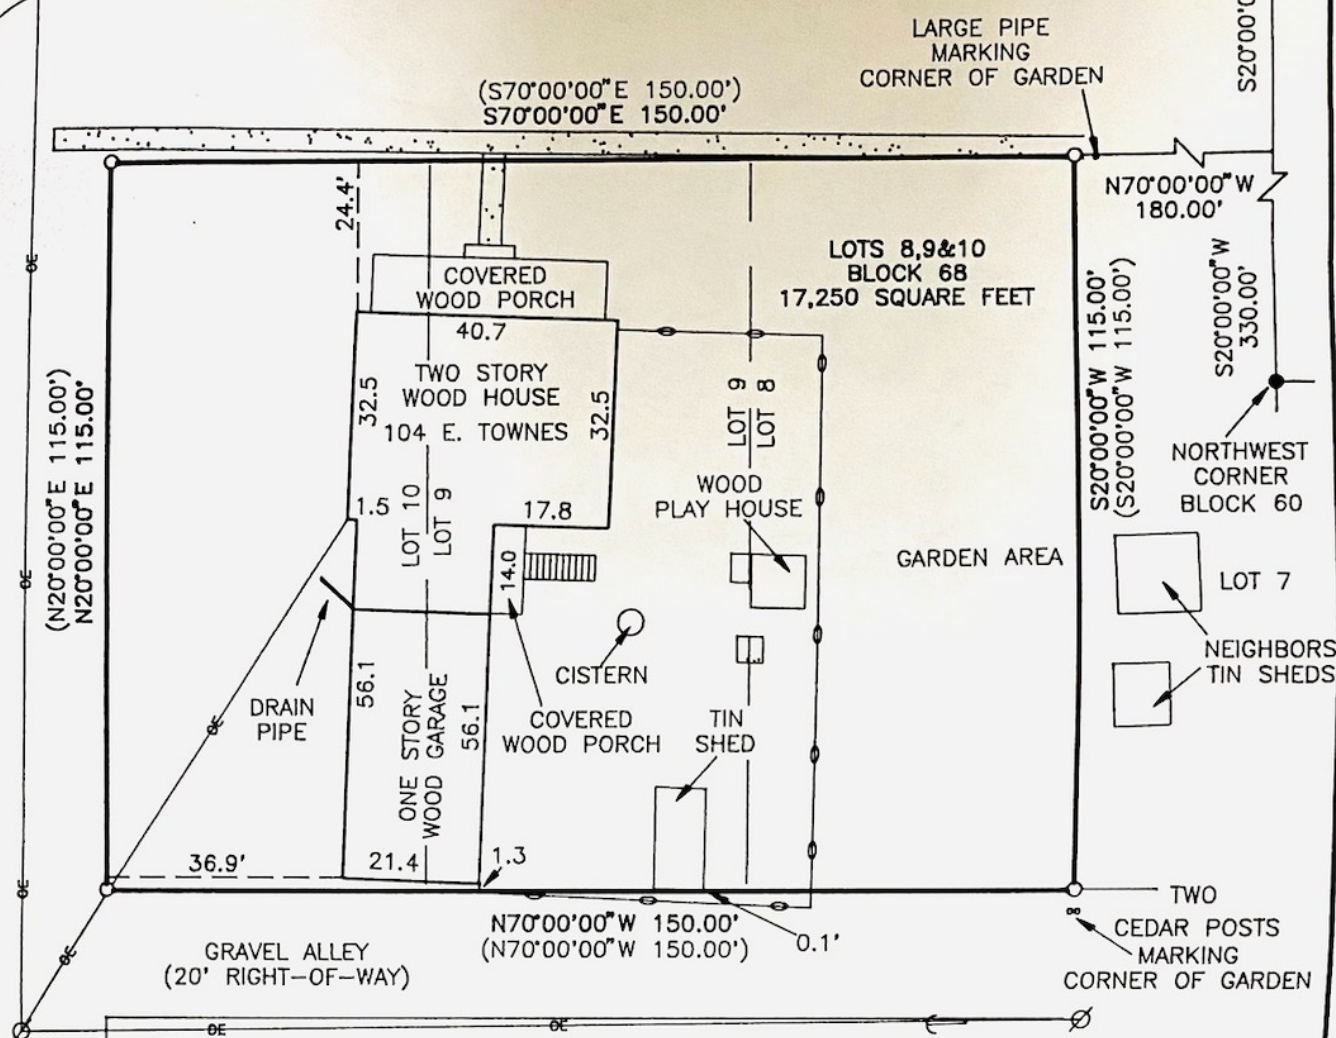 LARGE PIPE
MARKING
CORNER OF GARDEN
S20°00'0
(S70°00'00"E 150.00')
S70°00'00"E 150.00'
N70°00'00"W
180.00'
24.4'
LOTS 8,9&10
BLOCK 68
17,250 SQUARE FEET
COVERED
WOOD PORCH
40.7
TWO STORY
WOOD HOUSE
104 E. TOWNES
32.5
32.5
LOT 9
LOT 8
S20°00'00"W 115.00'
(S20°00'00"W 115.00')
S20°00'00"W
330.00'
(N20°00'00"E 115.00')
N20°00'00"E 115.00'
NORTHWEST
CORNER
BLOCK 60
WOOD
PLAY HOUSE
1.5
LOT 10
LOT 9
17.8
14.0
GARDEN AREA
LOT 7
NEIGHBORS
TIN SHEDS
CISTERN
DRAIN
PIPE
56.1
ONE STORY
WOOD GARAGE
56.1
COVERED
WOOD PORCH
TIN
SHED
36.9'
21.4
1.3
N70°00'00"W 150.00'
(N70°00'00"W 150.00')
0.1'
TWO
CEDAR POSTS
MARKING
CORNER OF GARDEN
GRAVEL ALLEY
(20' RIGHT-OF-WAY)
OE
OE
OE
OE
OE
OE
OE